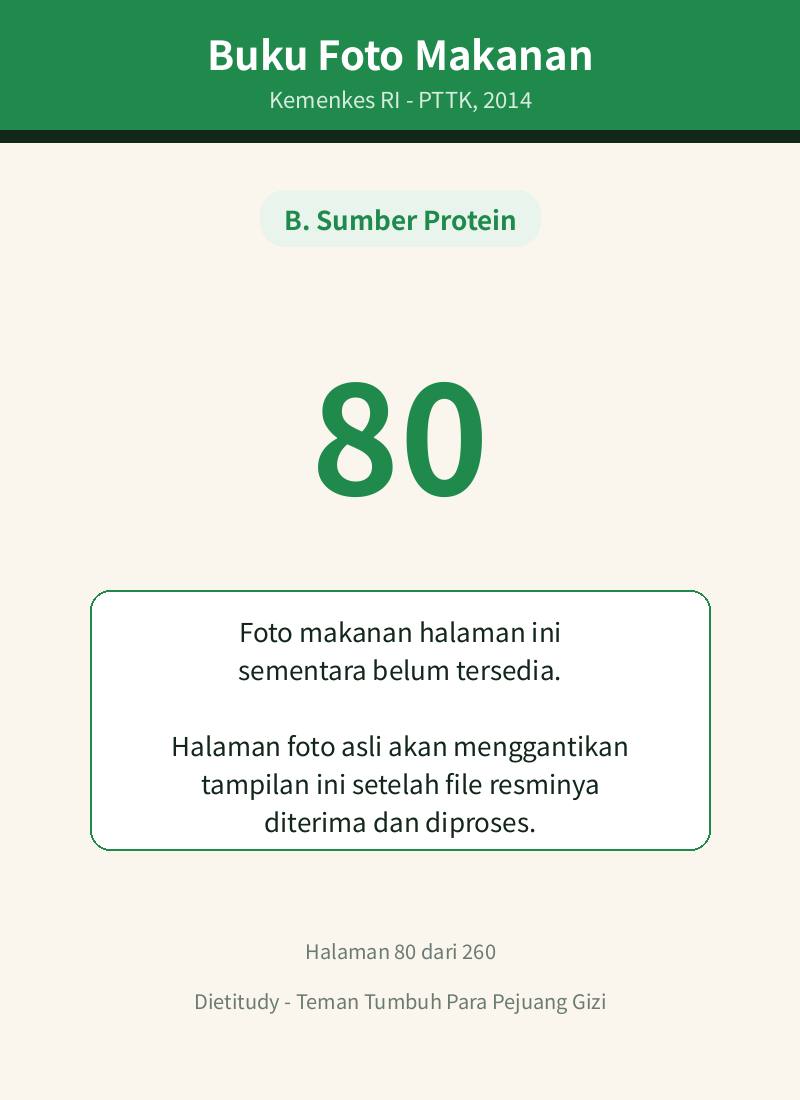 Buku Foto Makanan
Kemenkes RI - PTTK, 2014
B. Sumber Protein
80
Foto makanan halaman ini
sementara belum tersedia.
Halaman foto asli akan menggantikan
tampilan ini setelah file resminya
diterima dan diproses.
Halaman 80 dari 260
Dietitudy - Teman Tumbuh Para Pejuang Gizi